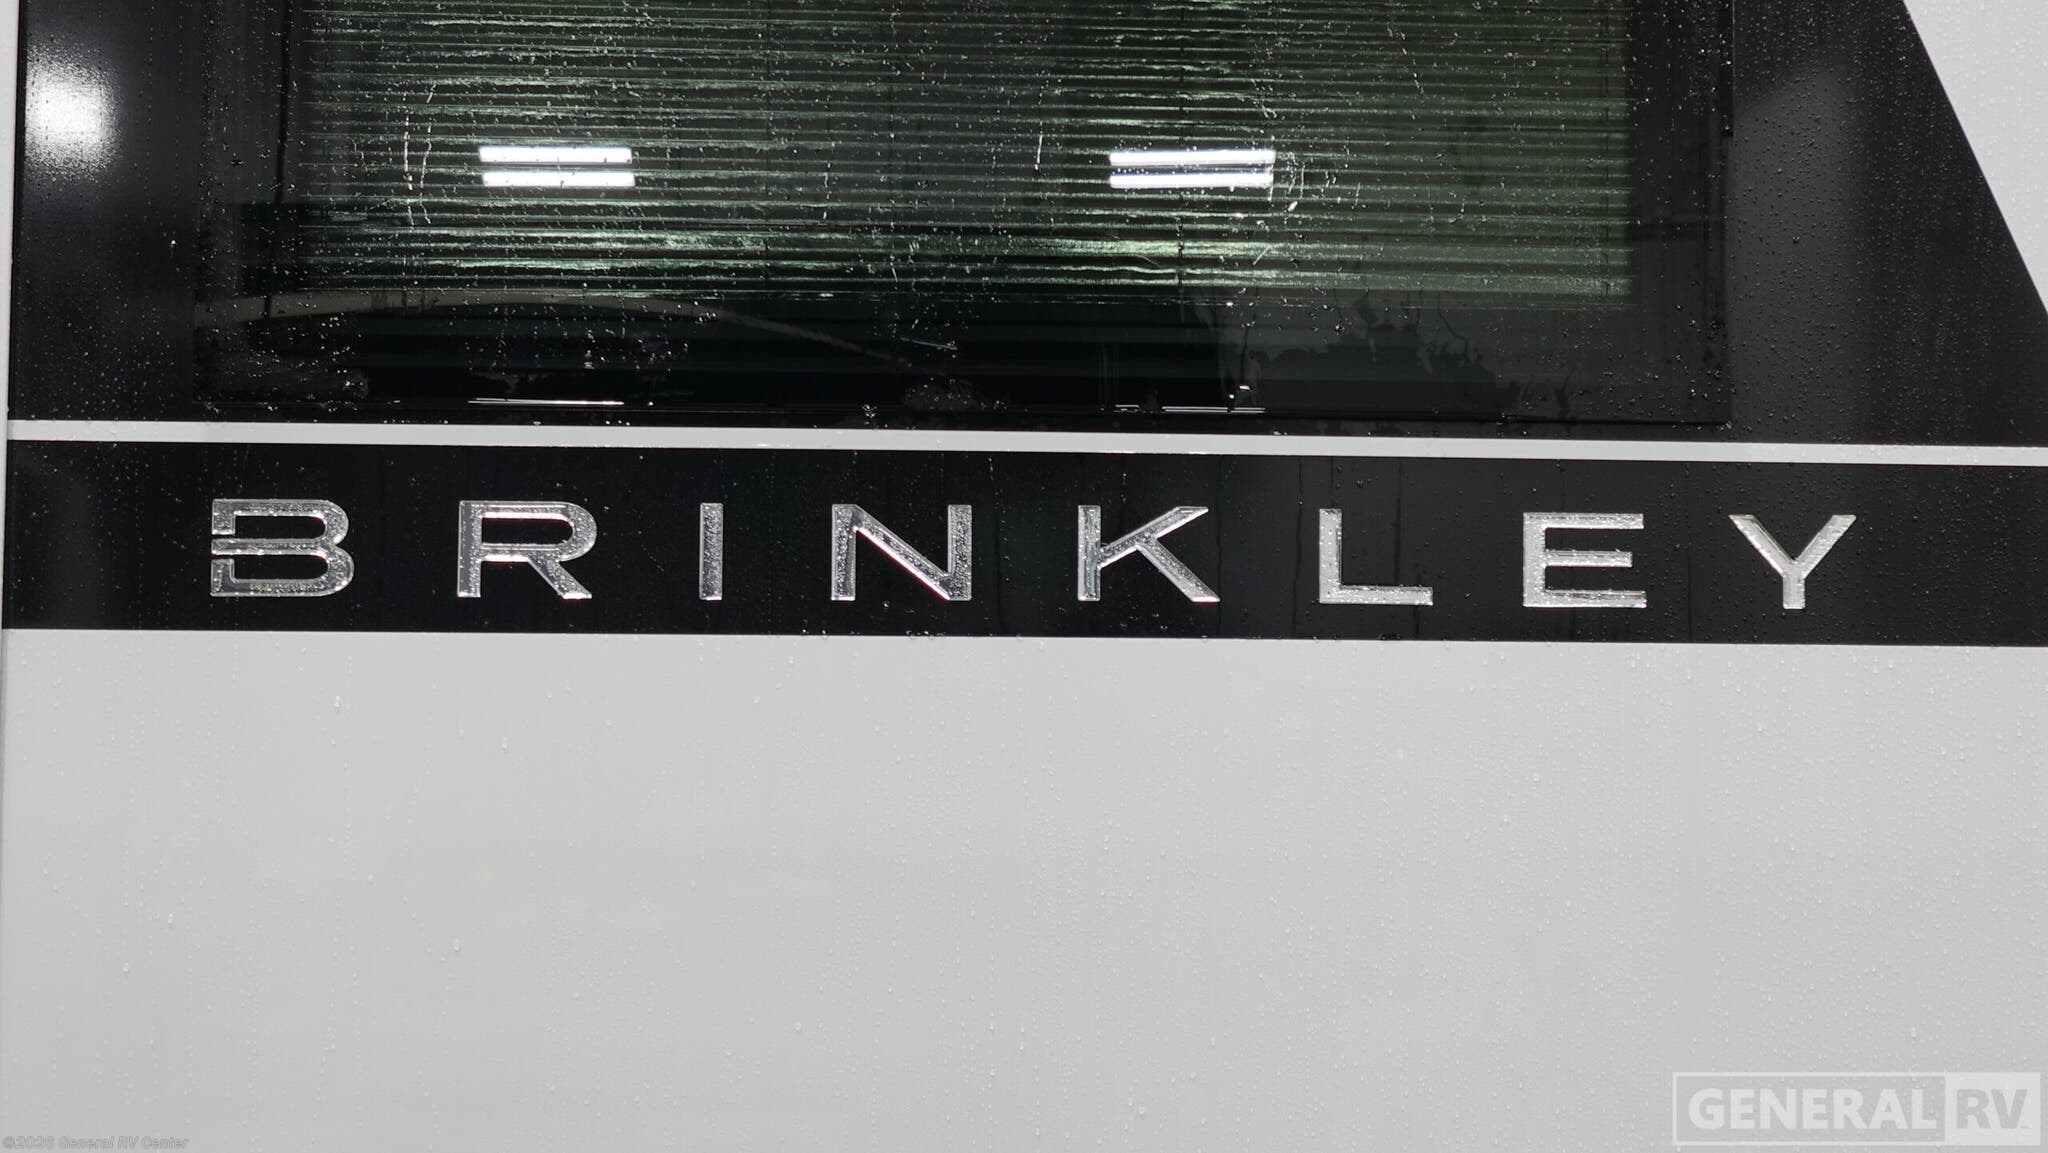 BRINKLEY
GENERAL RV
©2026 General RV Center